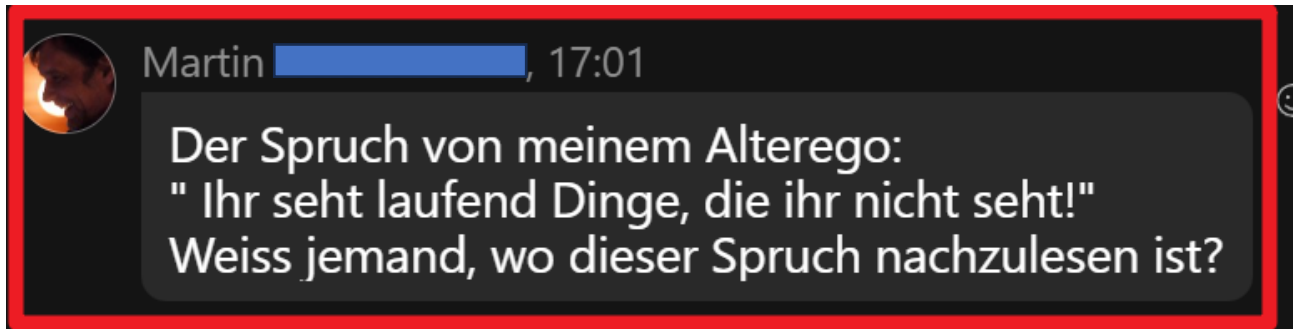 Martin , 17:01
Der Spruch von meinem Alterego:
" Ihr seht laufend Dinge, die ihr nicht seht!"
Weiss jemand, wo dieser Spruch nachzulesen ist?